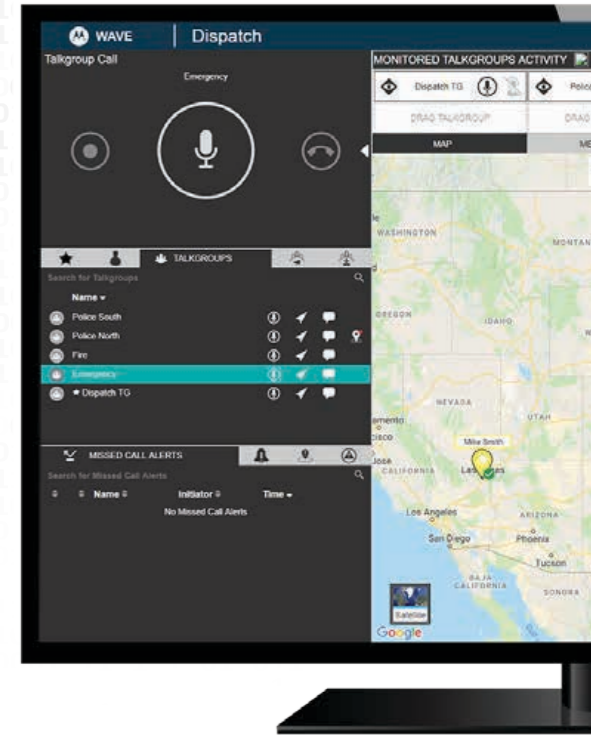 WAVE
Dispatch
Talkgroup Call
Emergency
MONITORED TALKGROUPS ACTIVITY
Dispatch TG
DRAG TALKGROUP
DRAG
MAP
TALKGROUPS
Search for Talkgroups
Name
Police South
Police North
Fire
Emergency
Dispatch TG
MISSED CALL ALERTS
Search for Missed Call Alerts
Name Initiator Time
No Missed Call Alerts
WASHINGTON
MONTAN
OREGON
IDAHO
NEVADA
UTAH
Mike Smith
CALIFORNIA
Los Angeles
ARIZONA
San Diego
Phoenix
Tucson
BAJA
CALIFORNIA
SONORA
Satellite
Google